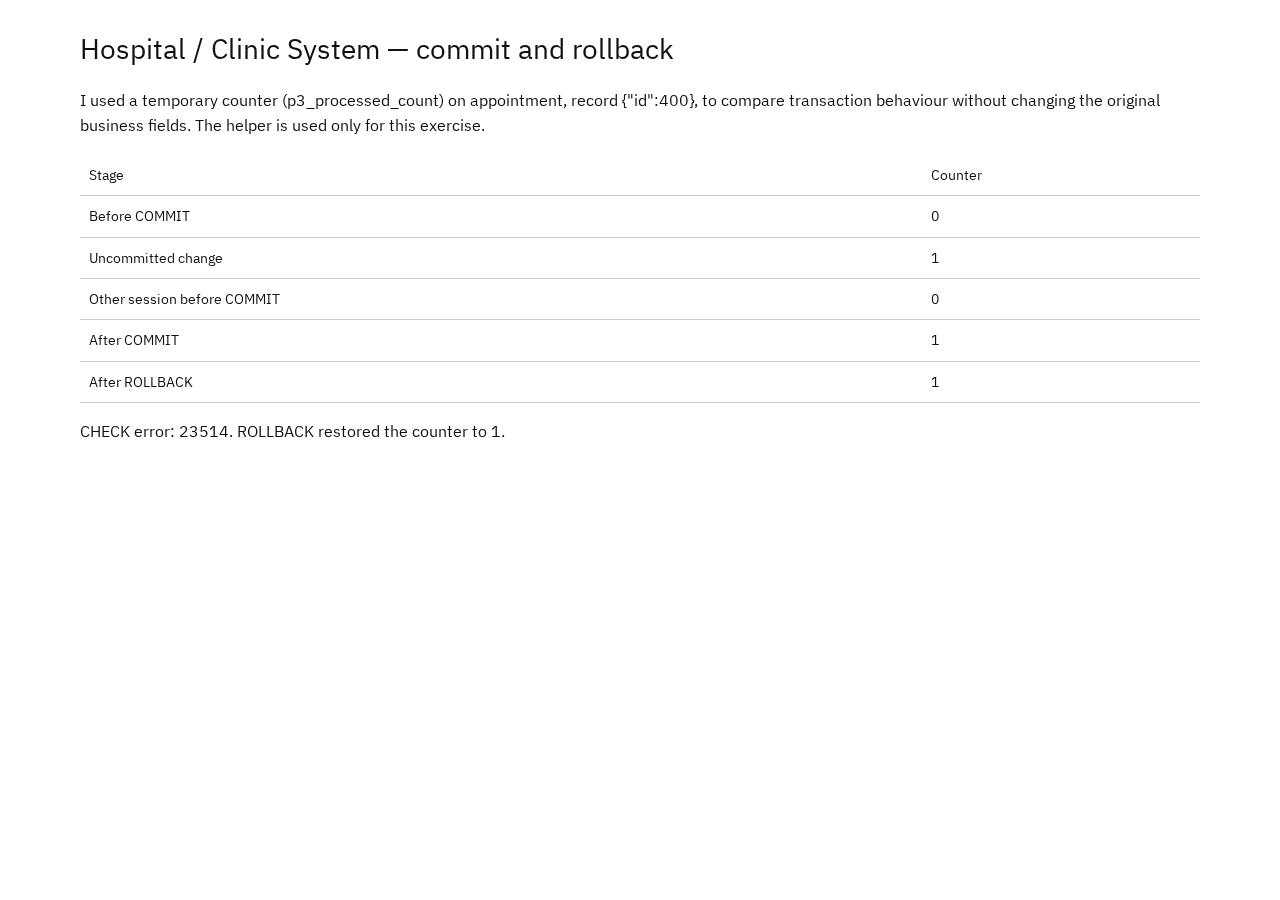 Hospital / Clinic System — commit and rollback
I used a temporary counter (p3_processed_count) on appointment, record {"id":400}, to compare transaction behaviour without changing the original
business fields. The helper is used only for this exercise.
Stage Counter
Before COMMIT 0
Uncommitted change 1
Other session before COMMIT 0
After COMMIT 1
After ROLLBACK 1
CHECK error: 23514. ROLLBACK restored the counter to 1.